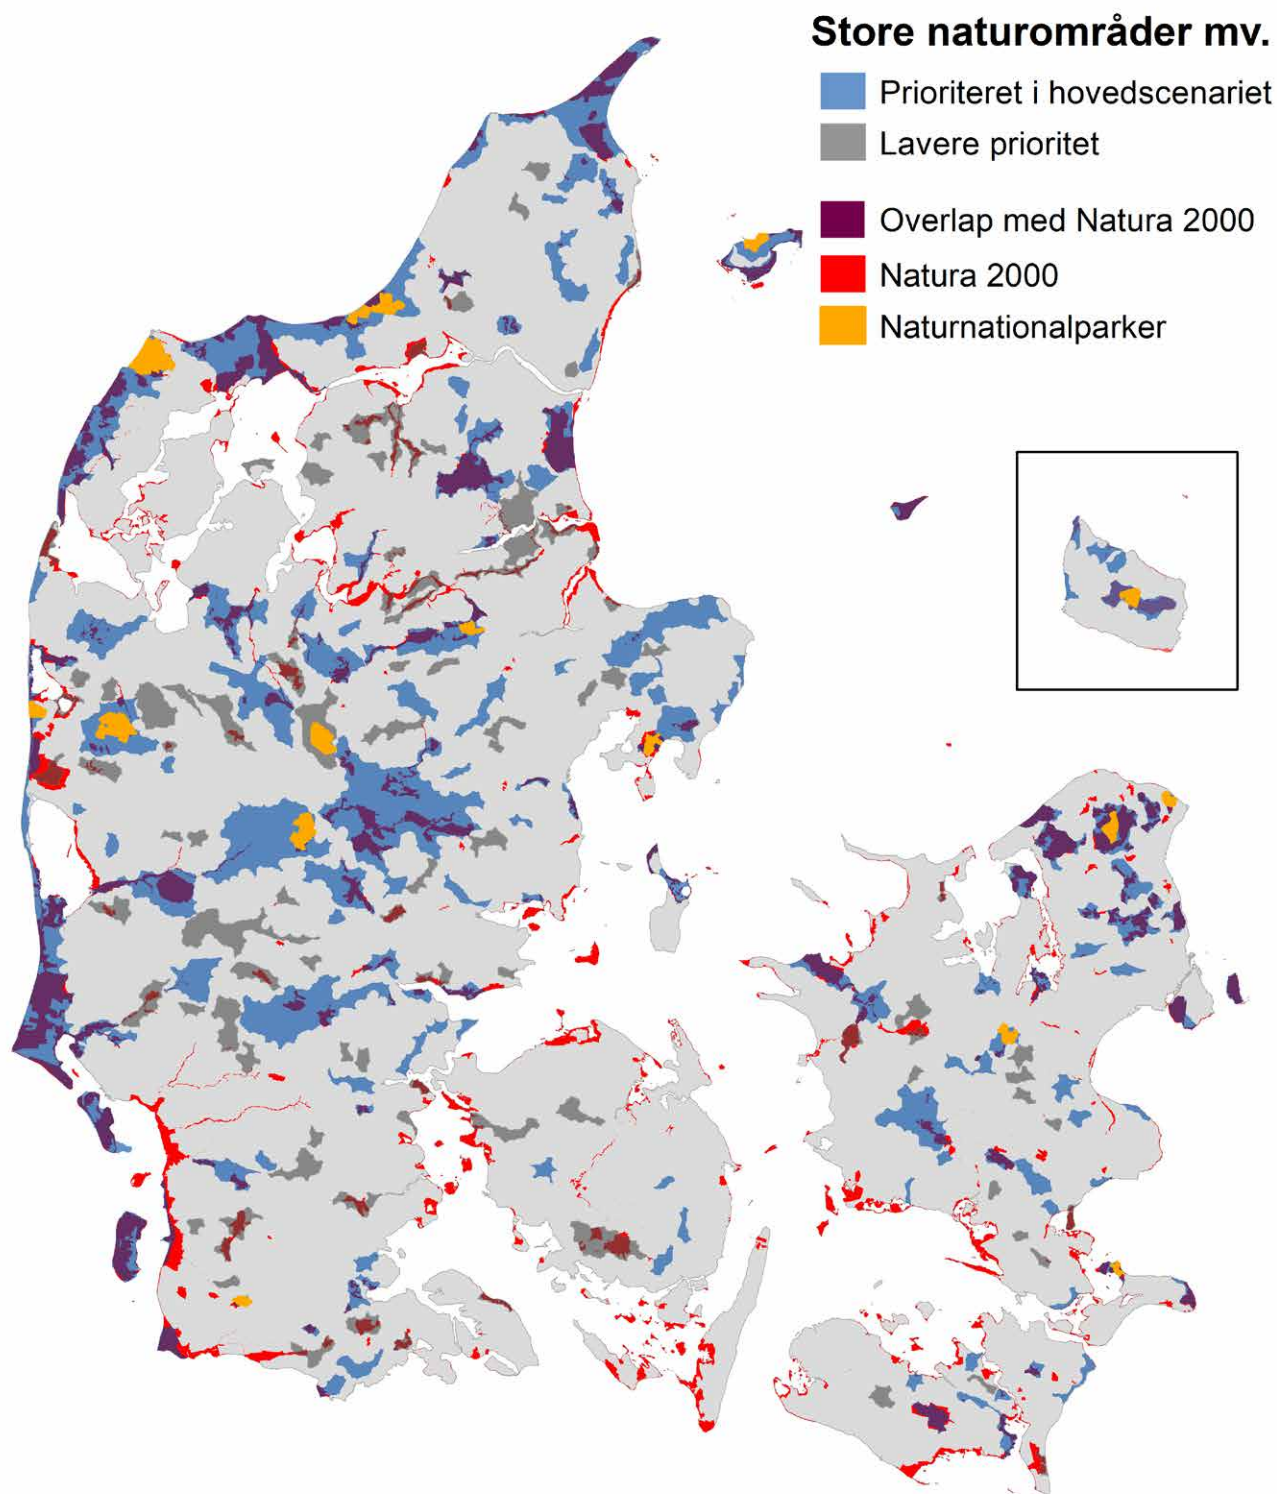 Store naturområder mv.
Prioriteret i hovedscenariet
Lavere prioritet
Overlap med Natura 2000
Natura 2000
Naturnationalparker